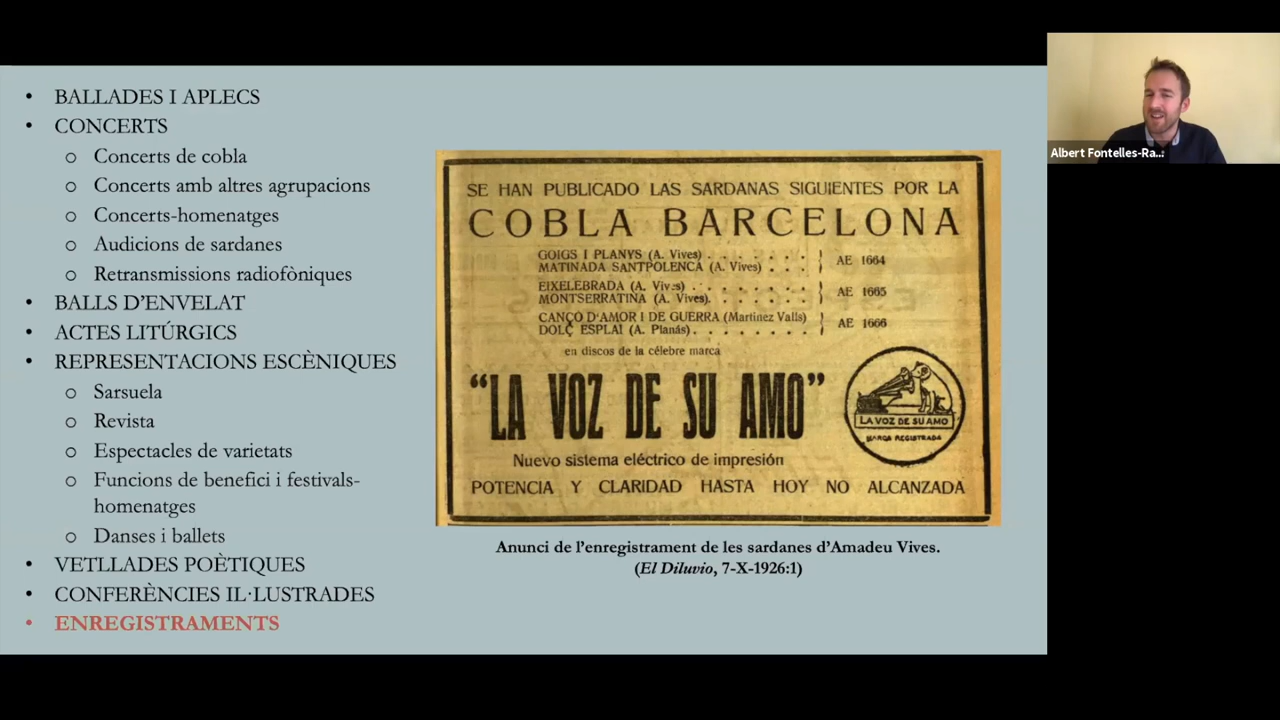 • BALLADES I APLECS
• CONCERTS
o Concerts de cobla
o Concerts amb altres agrupacions
o Concerts-homenatges
o Audicions de sardanes
o Retransmissions radiofòniques
• BALLS D'ENVELAT
• ACTES LITÚRGICS
• REPRESENTACIONS ESCÈNIQUES
o Sarsuela
o Revista
o Espectacles de varietats
o Funcions de benefici i festivals-
homenatges
o Danses i ballets
• VETLLADES POÈTIQUES
• CONFERÈNCIES IL·LUSTRADES
• ENREGISTRAMENTS
SE HAN PUBLICADO LAS SARDANAS SIGUIENTES POR LA
COBLA BARCELONA
GOIGS I PLANYS (A. Vives) . . . . . . .
MATINADA SANTPOLENCA (A. Vives) . . . } AE 1664
EIXELEBRADA (A. Vives) . . . . . . . .
MONTSERRATINA (A. Vives). . . . . . . } AE 1665
CANÇO D'AMOR I DE GUERRA (Martinez Valls)
DOLÇ ESPLAI (A. Planás). . . . . . . . } AE 1666
en discos de la célebre marca
"LA VOZ DE SU AMO"
LA VOZ DE SU AMO
MARCA REGISTRADA
Nuevo sistema eléctrico de impresión
POTENCIA Y CLARIDAD HASTA HOY NO ALCANZADA
Anunci de l'enregistrament de les sardanes d'Amadeu Vives.
(El Diluvio, 7-X-1926:1)
Albert Fontelles-Ra...